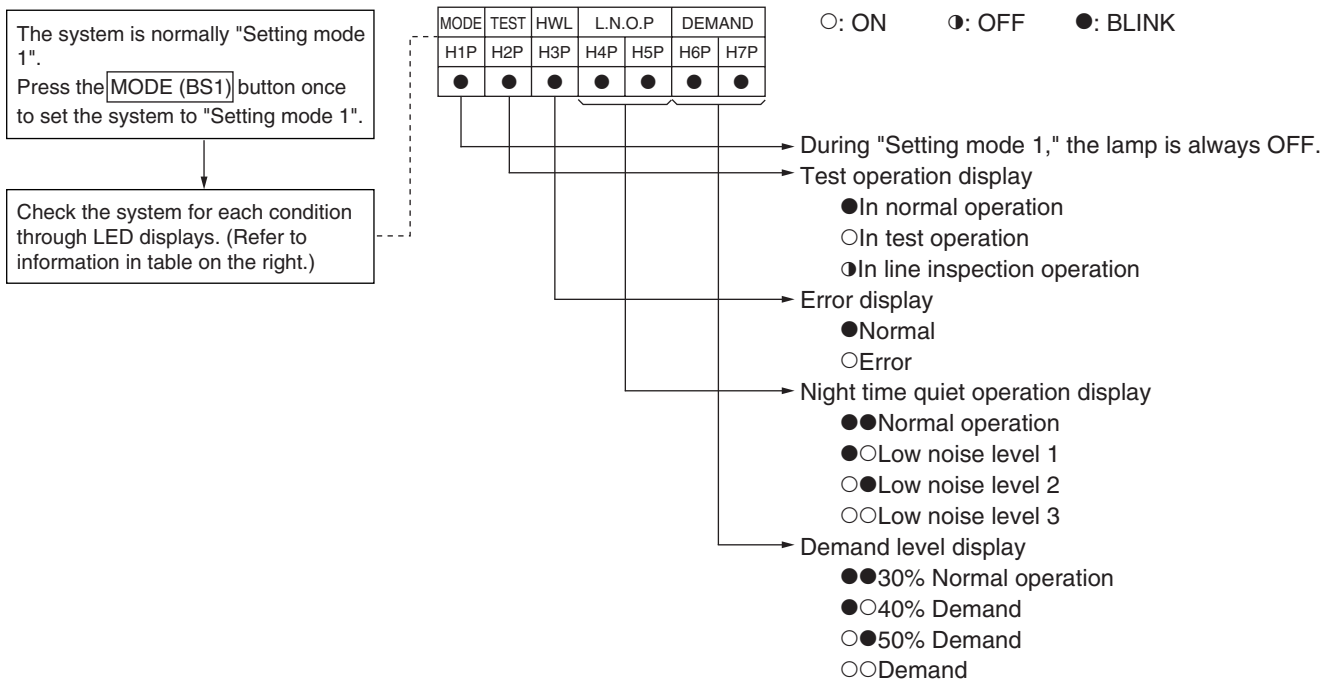 The system is normally "Setting mode
1".
Press the MODE (BS1) button once
to set the system to "Setting mode 1".
Check the system for each condition
through LED displays. (Refer to
information in table on the right.)
MODE TEST HWL L.N.O.P DEMAND
H1P H2P H3P H4P H5P H6P H7P
● ● ● ● ● ● ●
○: ON ◑: OFF ●: BLINK
During "Setting mode 1," the lamp is always OFF.
Test operation display
●In normal operation
○In test operation
◑In line inspection operation
Error display
●Normal
○Error
Night time quiet operation display
●●Normal operation
●○Low noise level 1
○●Low noise level 2
○○Low noise level 3
Demand level display
●●30% Normal operation
●○40% Demand
○●50% Demand
○○Demand